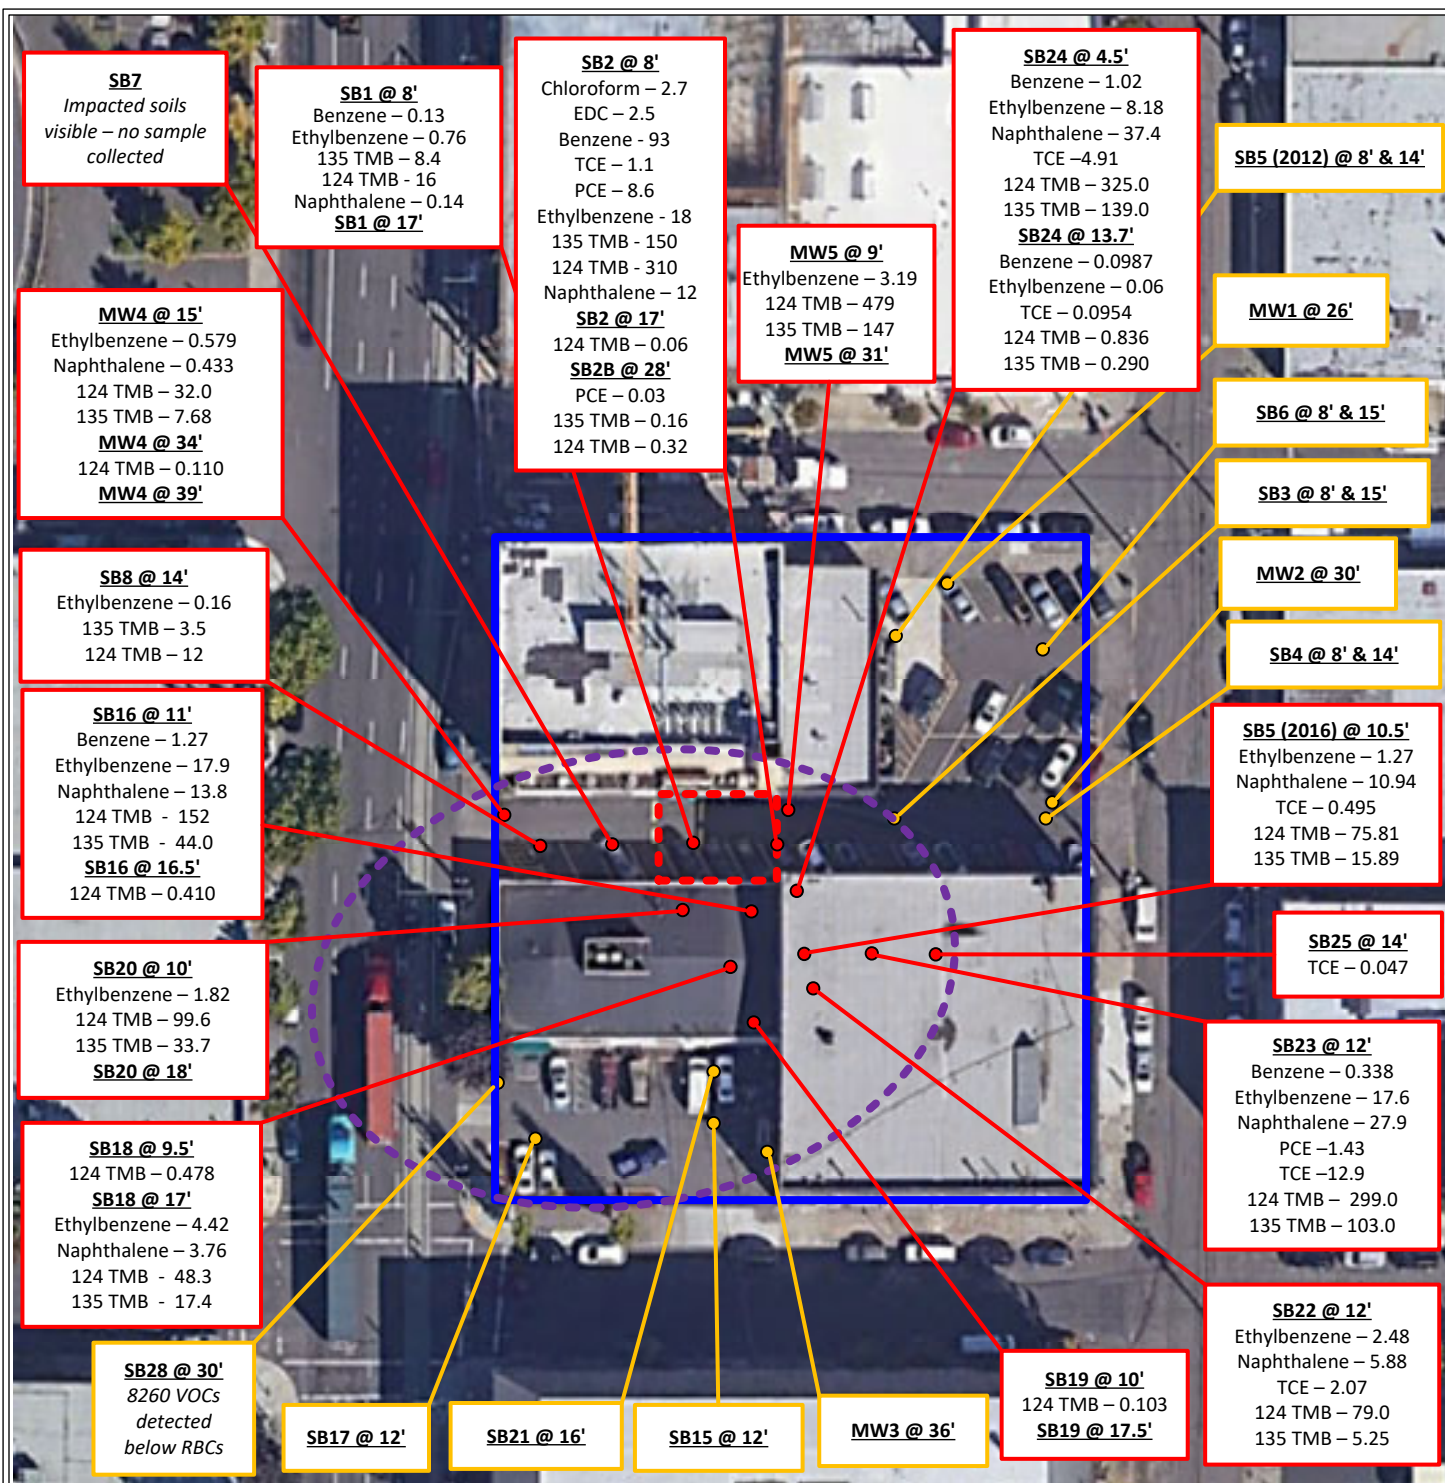 SB7
Impacted soils
visible – no sample
collected
SB1 @ 8'
Benzene – 0.13
Ethylbenzene – 0.76
135 TMB – 8.4
124 TMB - 16
Naphthalene – 0.14
SB1 @ 17'
SB2 @ 8'
Chloroform – 2.7
EDC – 2.5
Benzene - 93
TCE – 1.1
PCE – 8.6
Ethylbenzene - 18
135 TMB - 150
124 TMB - 310
Naphthalene – 12
SB2 @ 17'
124 TMB – 0.06
SB2B @ 28'
PCE – 0.03
135 TMB – 0.16
124 TMB – 0.32
MW5 @ 9'
Ethylbenzene – 3.19
124 TMB – 479
135 TMB – 147
MW5 @ 31'
SB24 @ 4.5'
Benzene – 1.02
Ethylbenzene – 8.18
Naphthalene – 37.4
TCE –4.91
124 TMB – 325.0
135 TMB – 139.0
SB24 @ 13.7'
Benzene – 0.0987
Ethylbenzene – 0.06
TCE – 0.0954
124 TMB – 0.836
135 TMB – 0.290
SB5 (2012) @ 8' & 14'
MW1 @ 26'
SB6 @ 8' & 15'
SB3 @ 8' & 15'
MW2 @ 30'
SB4 @ 8' & 14'
MW4 @ 15'
Ethylbenzene – 0.579
Naphthalene – 0.433
124 TMB – 32.0
135 TMB – 7.68
MW4 @ 34'
124 TMB – 0.110
MW4 @ 39'
SB8 @ 14'
Ethylbenzene – 0.16
135 TMB – 3.5
124 TMB – 12
SB16 @ 11'
Benzene – 1.27
Ethylbenzene – 17.9
Naphthalene – 13.8
124 TMB - 152
135 TMB - 44.0
SB16 @ 16.5'
124 TMB – 0.410
SB5 (2016) @ 10.5'
Ethylbenzene – 1.27
Naphthalene – 10.94
TCE – 0.495
124 TMB – 75.81
135 TMB – 15.89
SB25 @ 14'
TCE – 0.047
SB20 @ 10'
Ethylbenzene – 1.82
124 TMB – 99.6
135 TMB – 33.7
SB20 @ 18'
SB23 @ 12'
Benzene – 0.338
Ethylbenzene – 17.6
Naphthalene – 27.9
PCE –1.43
TCE –12.9
124 TMB – 299.0
135 TMB – 103.0
SB18 @ 9.5'
124 TMB – 0.478
SB18 @ 17'
Ethylbenzene – 4.42
Naphthalene – 3.76
124 TMB - 48.3
135 TMB - 17.4
SB22 @ 12'
Ethylbenzene – 2.48
Naphthalene – 5.88
TCE – 2.07
124 TMB – 79.0
135 TMB – 5.25
SB28 @ 30'
8260 VOCs
detected
below RBCs
SB17 @ 12'
SB21 @ 16'
SB15 @ 12'
MW3 @ 36'
SB19 @ 10'
124 TMB – 0.103
SB19 @ 17.5'